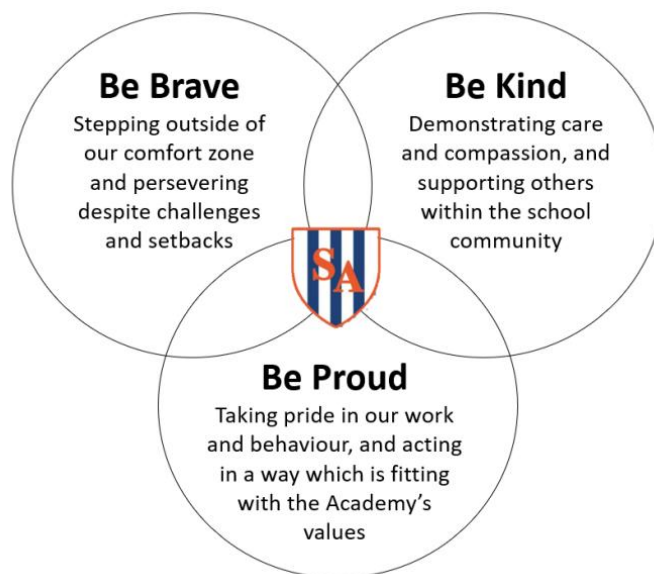 Be Brave
Stepping outside of
our comfort zone
and persevering
despite challenges
and setbacks
Be Kind
Demonstrating care
and compassion, and
supporting others
within the school
community
SA
Be Proud
Taking pride in our work
and behaviour, and acting
in a way which is fitting
with the Academy’s
values